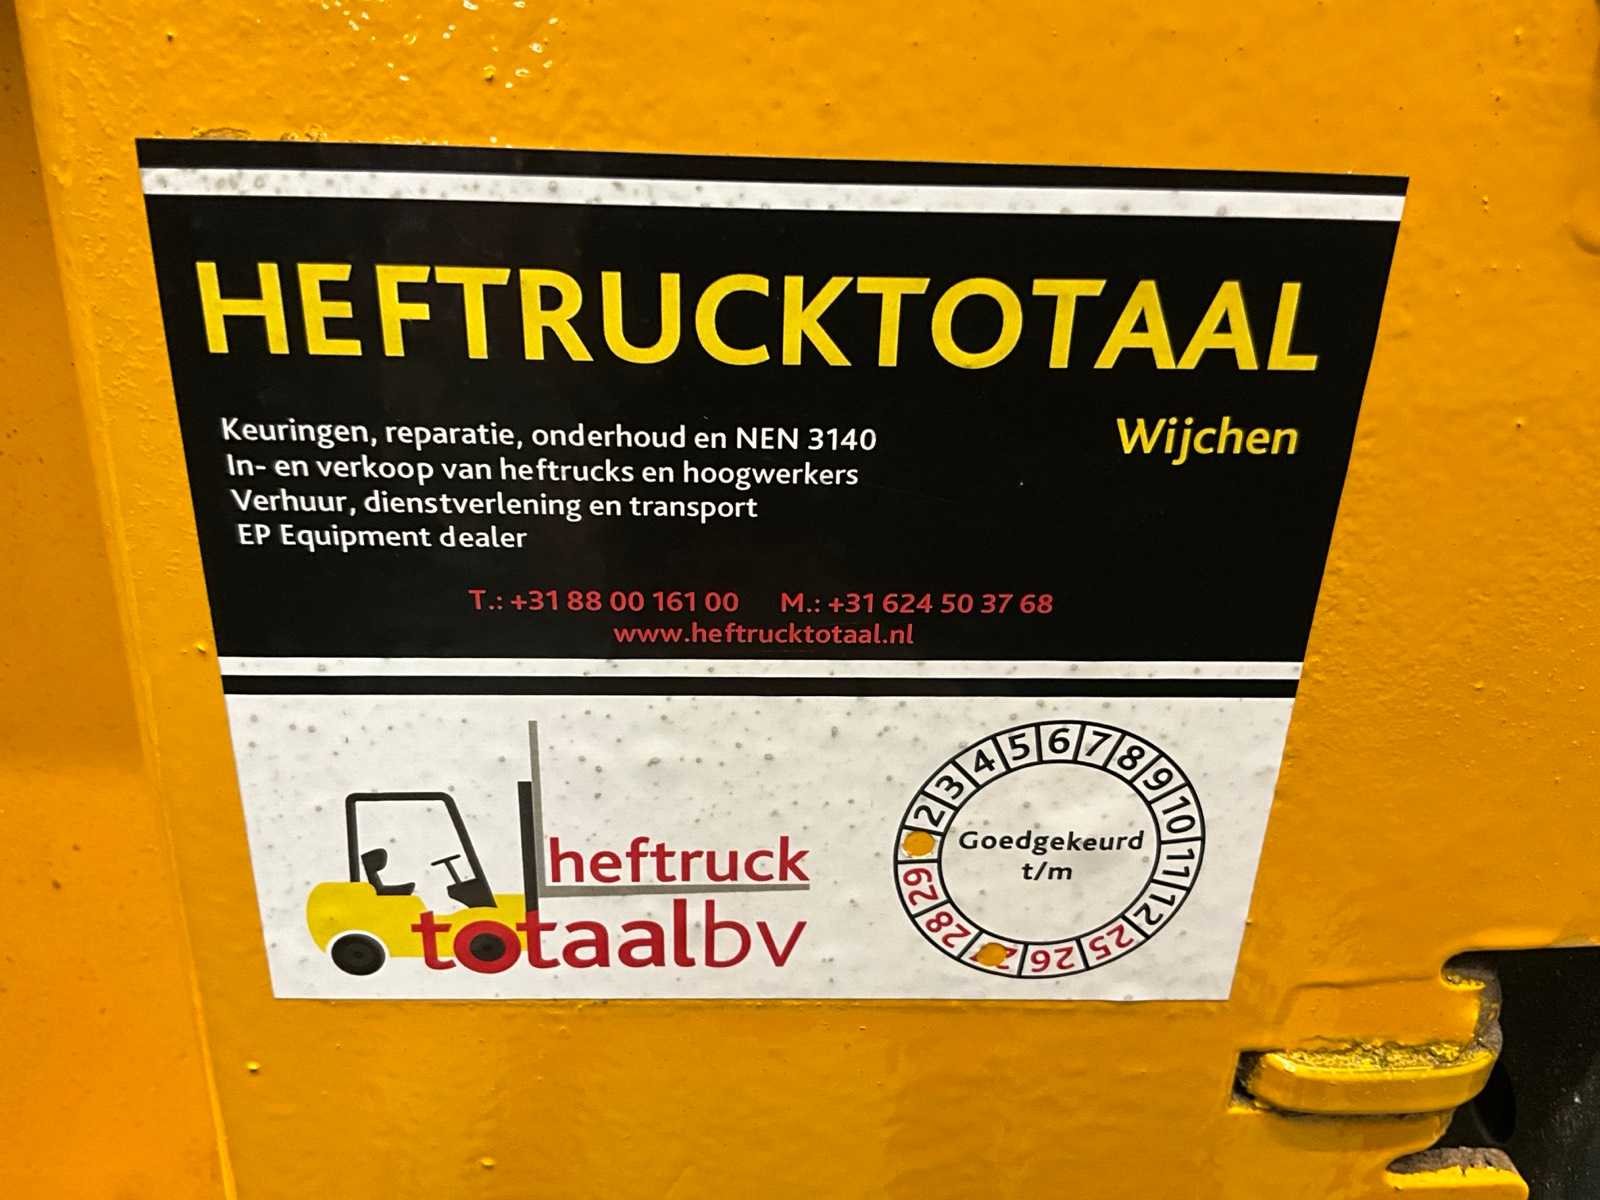 HEFTRUCKTOTAAL
Wijchen
Keuringen, reparatie, onderhoud en NEN 3140
In- en verkoop van heftrucks en hoogwerkers
Verhuur, dienstverlening en transport
EP Equipment dealer
T.: +31 88 00 161 00 M.: +31 624 50 37 68
www.heftrucktotaal.nl
heftruck
totaalbv
2 3 4 5 6 7 8 9 10 11 12
25 26 28 29
Goedgekeurd
t/m